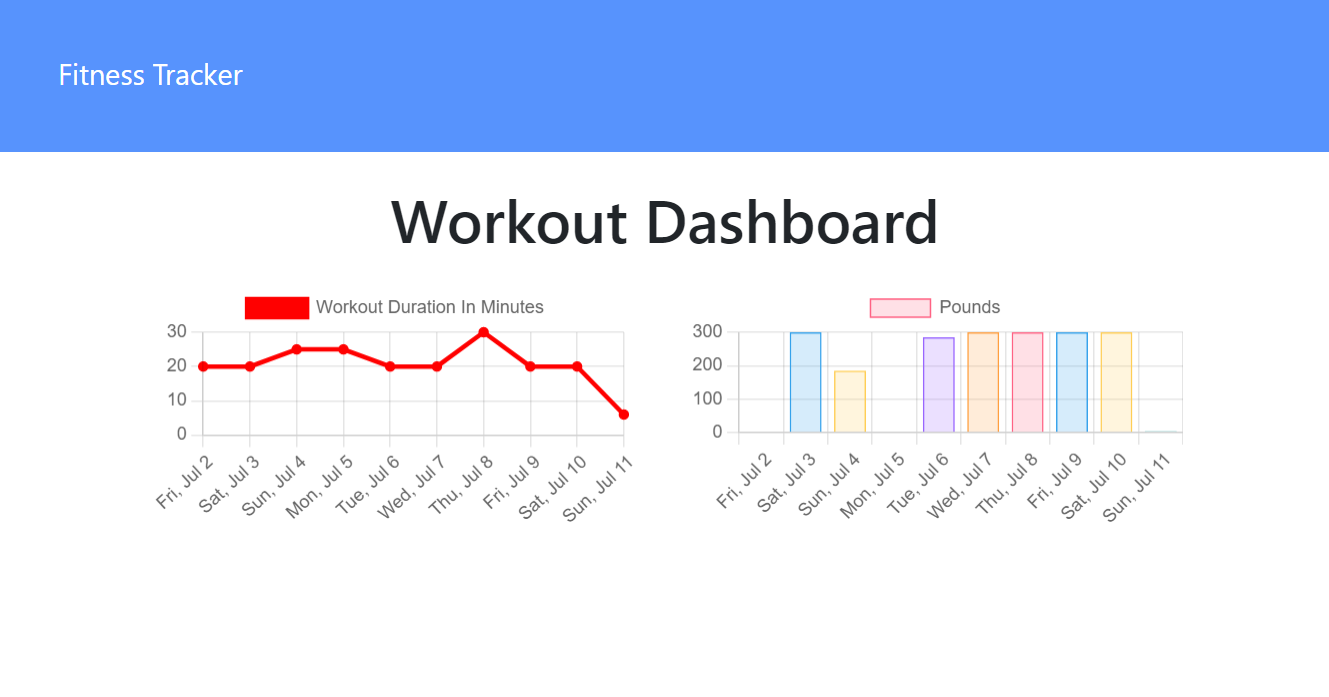 Fitness Tracker
Workout Dashboard
Workout Duration In Minutes
30
20
10
0
Fri, Jul 2
Sat, Jul 3
Sun, Jul 4
Mon, Jul 5
Tue, Jul 6
Wed, Jul 7
Thu, Jul 8
Fri, Jul 9
Sat, Jul 10
Sun, Jul 11
Pounds
300
200
100
0
Fri, Jul 2
Sat, Jul 3
Sun, Jul 4
Mon, Jul 5
Tue, Jul 6
Wed, Jul 7
Thu, Jul 8
Fri, Jul 9
Sat, Jul 10
Sun, Jul 11